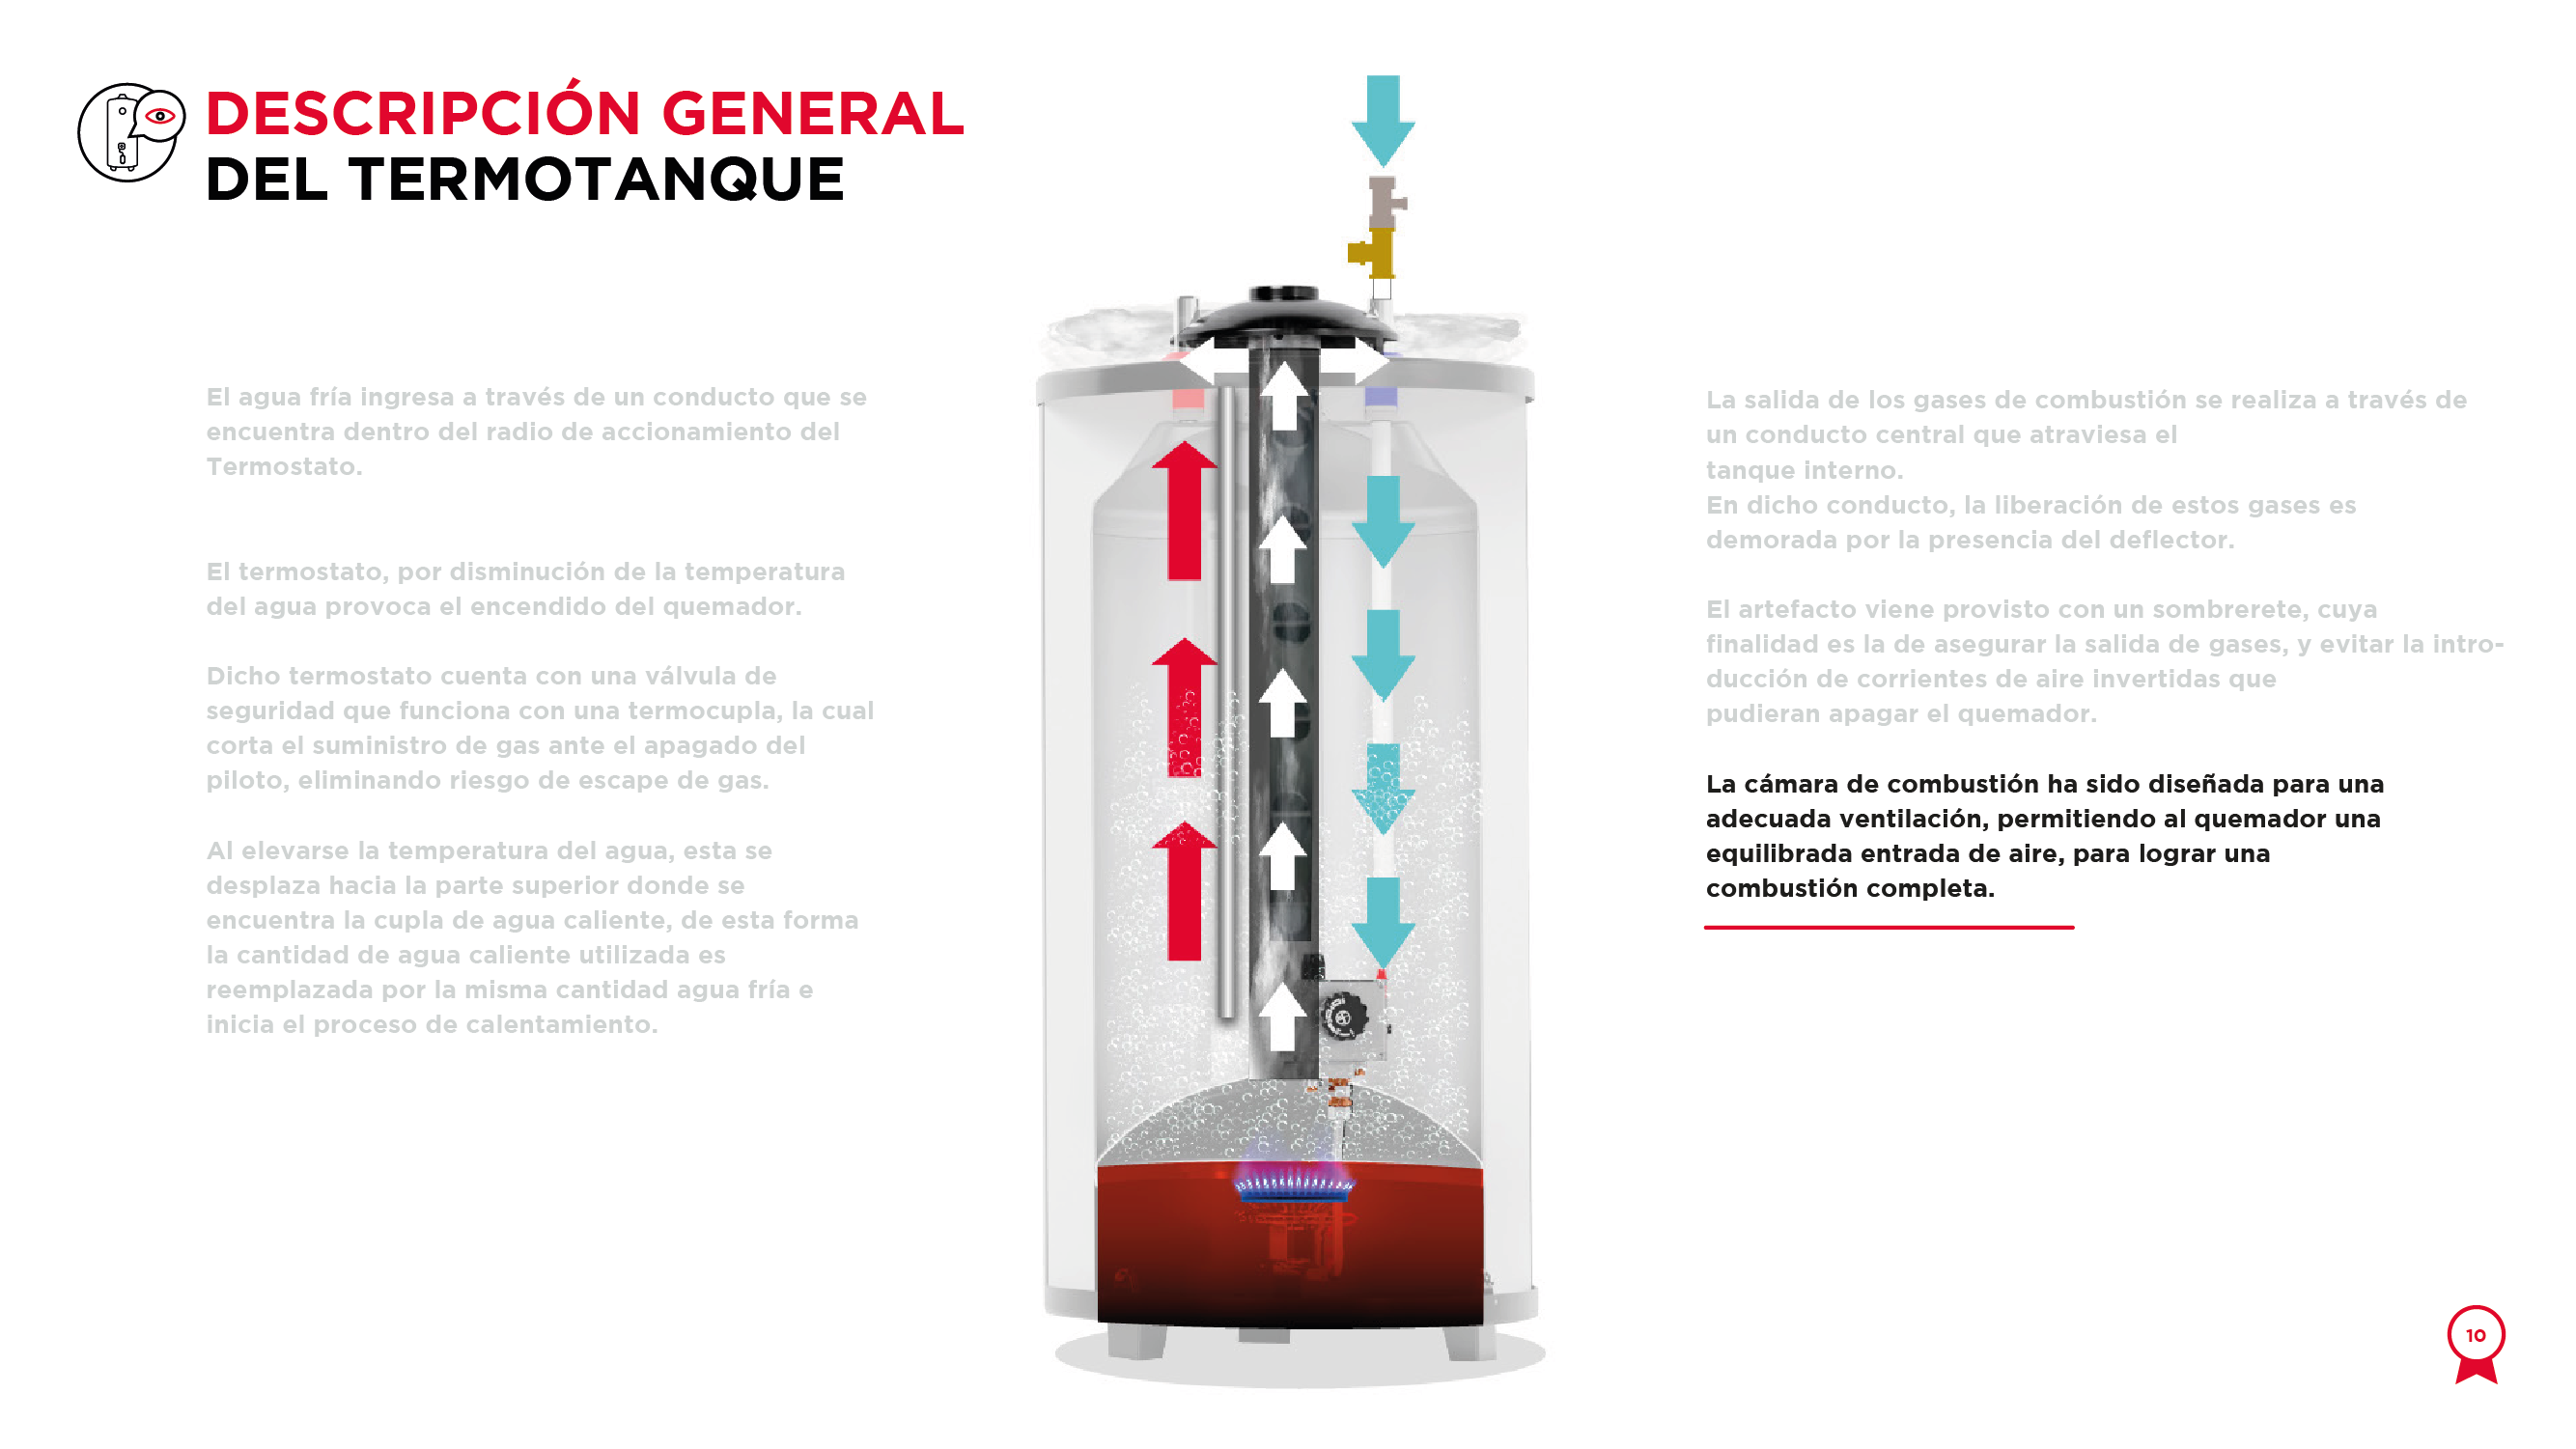 DESCRIPCIÓN GENERAL
DEL TERMOTANQUE
El agua fría ingresa a través de un conducto que se
encuentra dentro del radio de accionamiento del
Termostato.
El termostato, por disminución de la temperatura
del agua provoca el encendido del quemador.
Dicho termostato cuenta con una válvula de
seguridad que funciona con una termocupla, la cual
corta el suministro de gas ante el apagado del
piloto, eliminando riesgo de escape de gas.
Al elevarse la temperatura del agua, esta se
desplaza hacia la parte superior donde se
encuentra la cupla de agua caliente, de esta forma
la cantidad de agua caliente utilizada es
reemplazada por la misma cantidad agua fría e
inicia el proceso de calentamiento.
La salida de los gases de combustión se realiza a través de
un conducto central que atraviesa el
tanque interno.
En dicho conducto, la liberación de estos gases es
demorada por la presencia del deflector.
El artefacto viene provisto con un sombrerete, cuya
finalidad es la de asegurar la salida de gases, y evitar la intro-
ducción de corrientes de aire invertidas que
pudieran apagar el quemador.
La cámara de combustión ha sido diseñada para una
adecuada ventilación, permitiendo al quemador una
equilibrada entrada de aire, para lograr una
combustión completa.
10